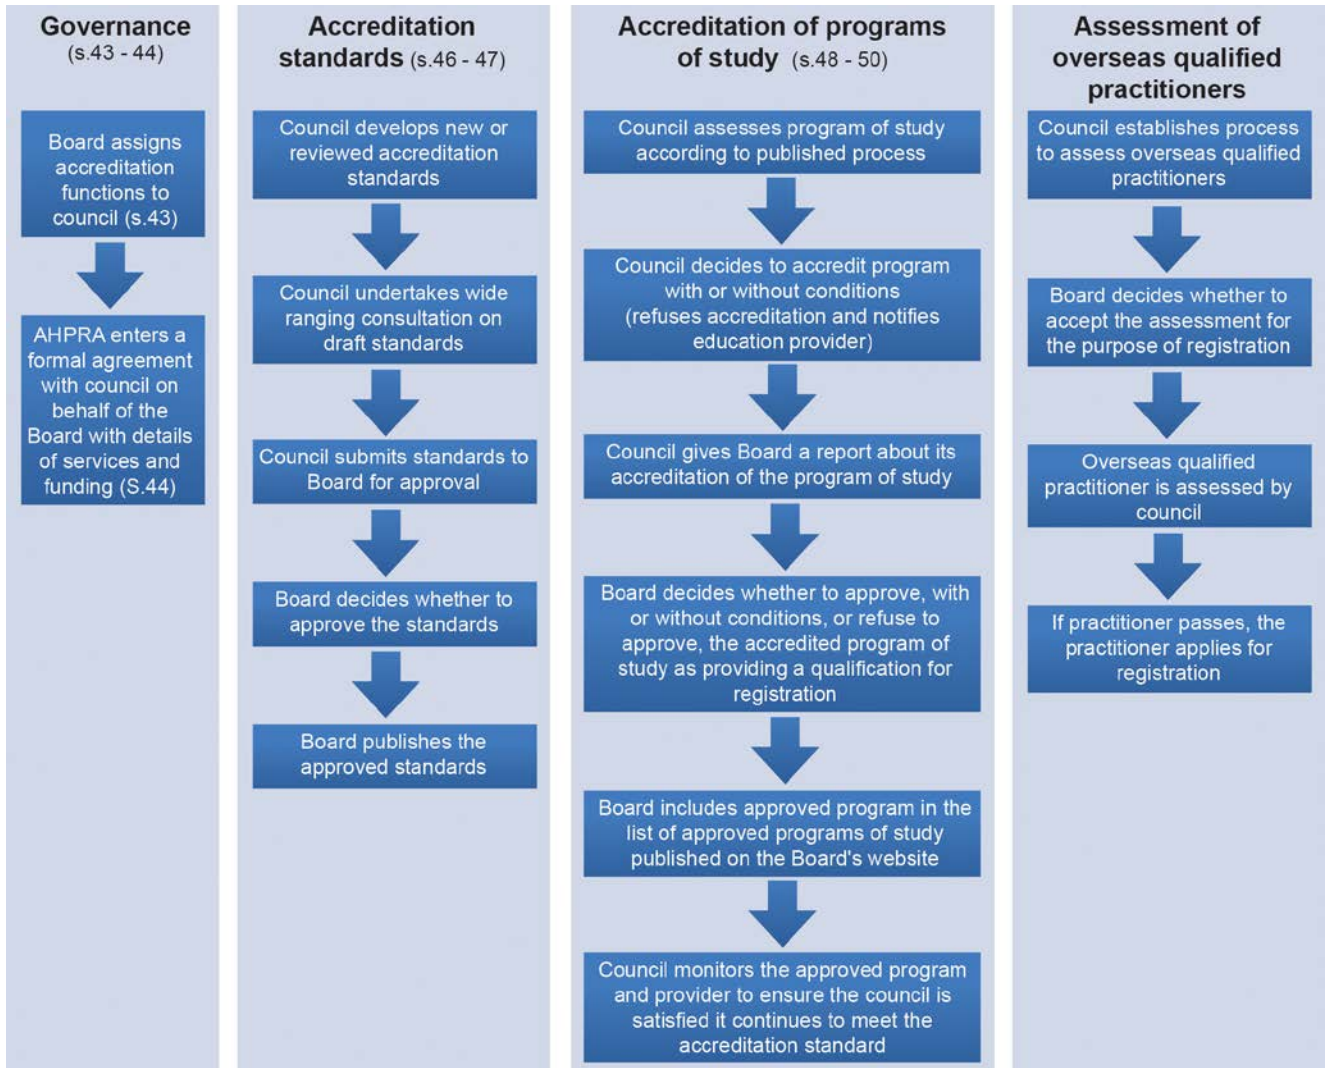 Governance
(s.43 - 44)
Board assigns
accreditation
functions to
council (s.43)
AHPRA enters a
formal agreement
with council on
behalf of the
Board with details
of services and
funding (S.44)
Accreditation
standards (s.46 - 47)
Council develops new or
reviewed accreditation
standards
Council undertakes wide
ranging consultation on
draft standards
Council submits standards to
Board for approval
Board decides whether to
approve the standards
Board publishes the
approved standards
Accreditation of programs
of study (s.48 - 50)
Council assesses program of study
according to published process
Council decides to accredit program
with or without conditions
(refuses accreditation and notifies
education provider)
Council gives Board a report about its
accreditation of the program of study
Board decides whether to approve, with
or without conditions, or refuse to
approve, the accredited program of
study as providing a qualification for
registration
Board includes approved program in the
list of approved programs of study
published on the Board's website
Council monitors the approved program
and provider to ensure the council is
satisfied it continues to meet the
accreditation standard
Assessment of
overseas qualified
practitioners
Council establishes process
to assess overseas qualified
practitioners
Board decides whether to
accept the assessment for
the purpose of registration
Overseas qualified
practitioner is assessed by
council
If practitioner passes, the
practitioner applies for
registration